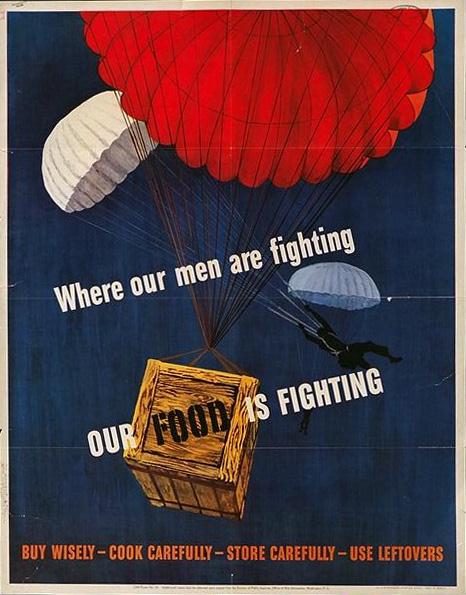 Where our men are fighting
OUR FOOD IS FIGHTING
BUY WISELY – COOK CAREFULLY – STORE CAREFULLY – USE LEFTOVERS